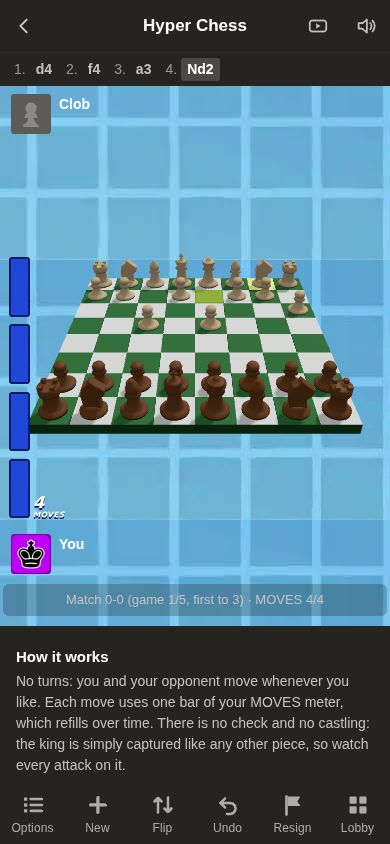 Hyper Chess
1. d4 2. f4 3. a3 4. Nd2
Clob
4
MOVES
You
Match 0-0 (game 1/5, first to 3) · MOVES 4/4
How it works
No turns: you and your opponent move whenever you
like. Each move uses one bar of your MOVES meter,
which refills over time. There is no check and no castling:
the king is simply captured like any other piece, so watch
every attack on it.
Options New Flip Undo Resign Lobby